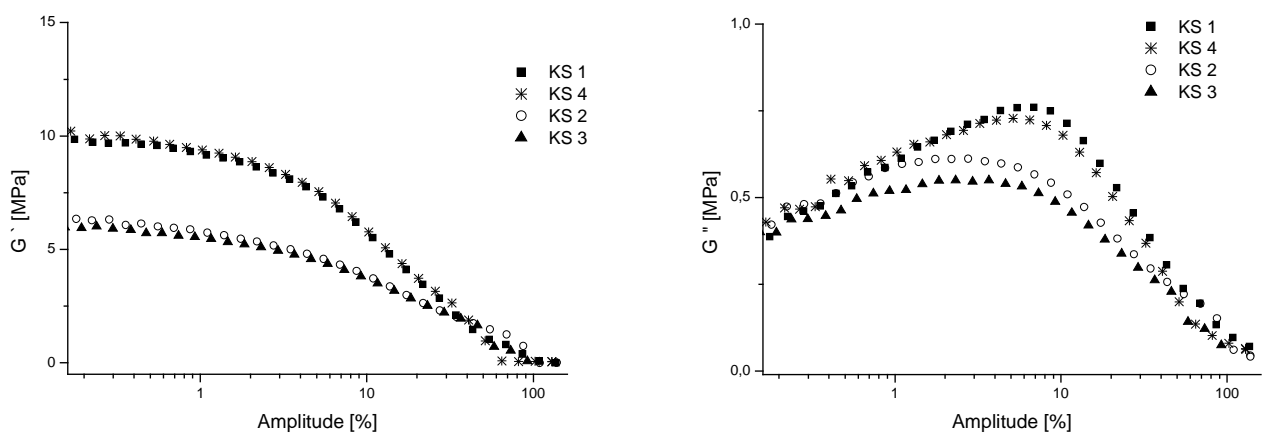 15
10
5
0
G ` [MPa]
1
10
100
Amplitude [%]
KS 1
KS 4
KS 2
KS 3
1,0
0,5
0,0
G " [MPa]
1
10
100
Amplitude [%]
KS 1
KS 4
KS 2
KS 3